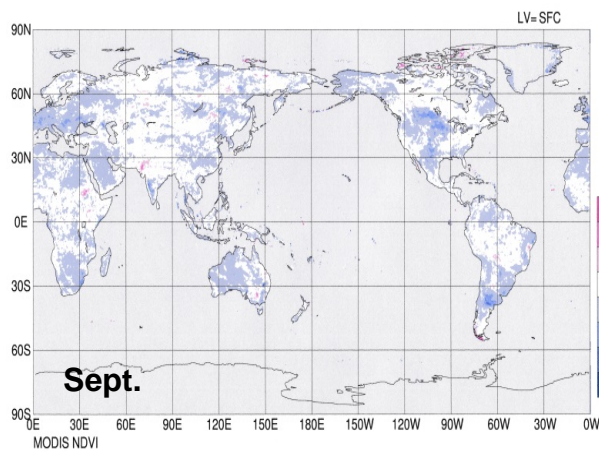 LV= SFC
90N
60N
30N
0E
30S
60S
Sept.
90S
0E 30E 60E 90E 120E 150E 180E 150W 120W 90W 60W 30W 0W
MODIS NDVI